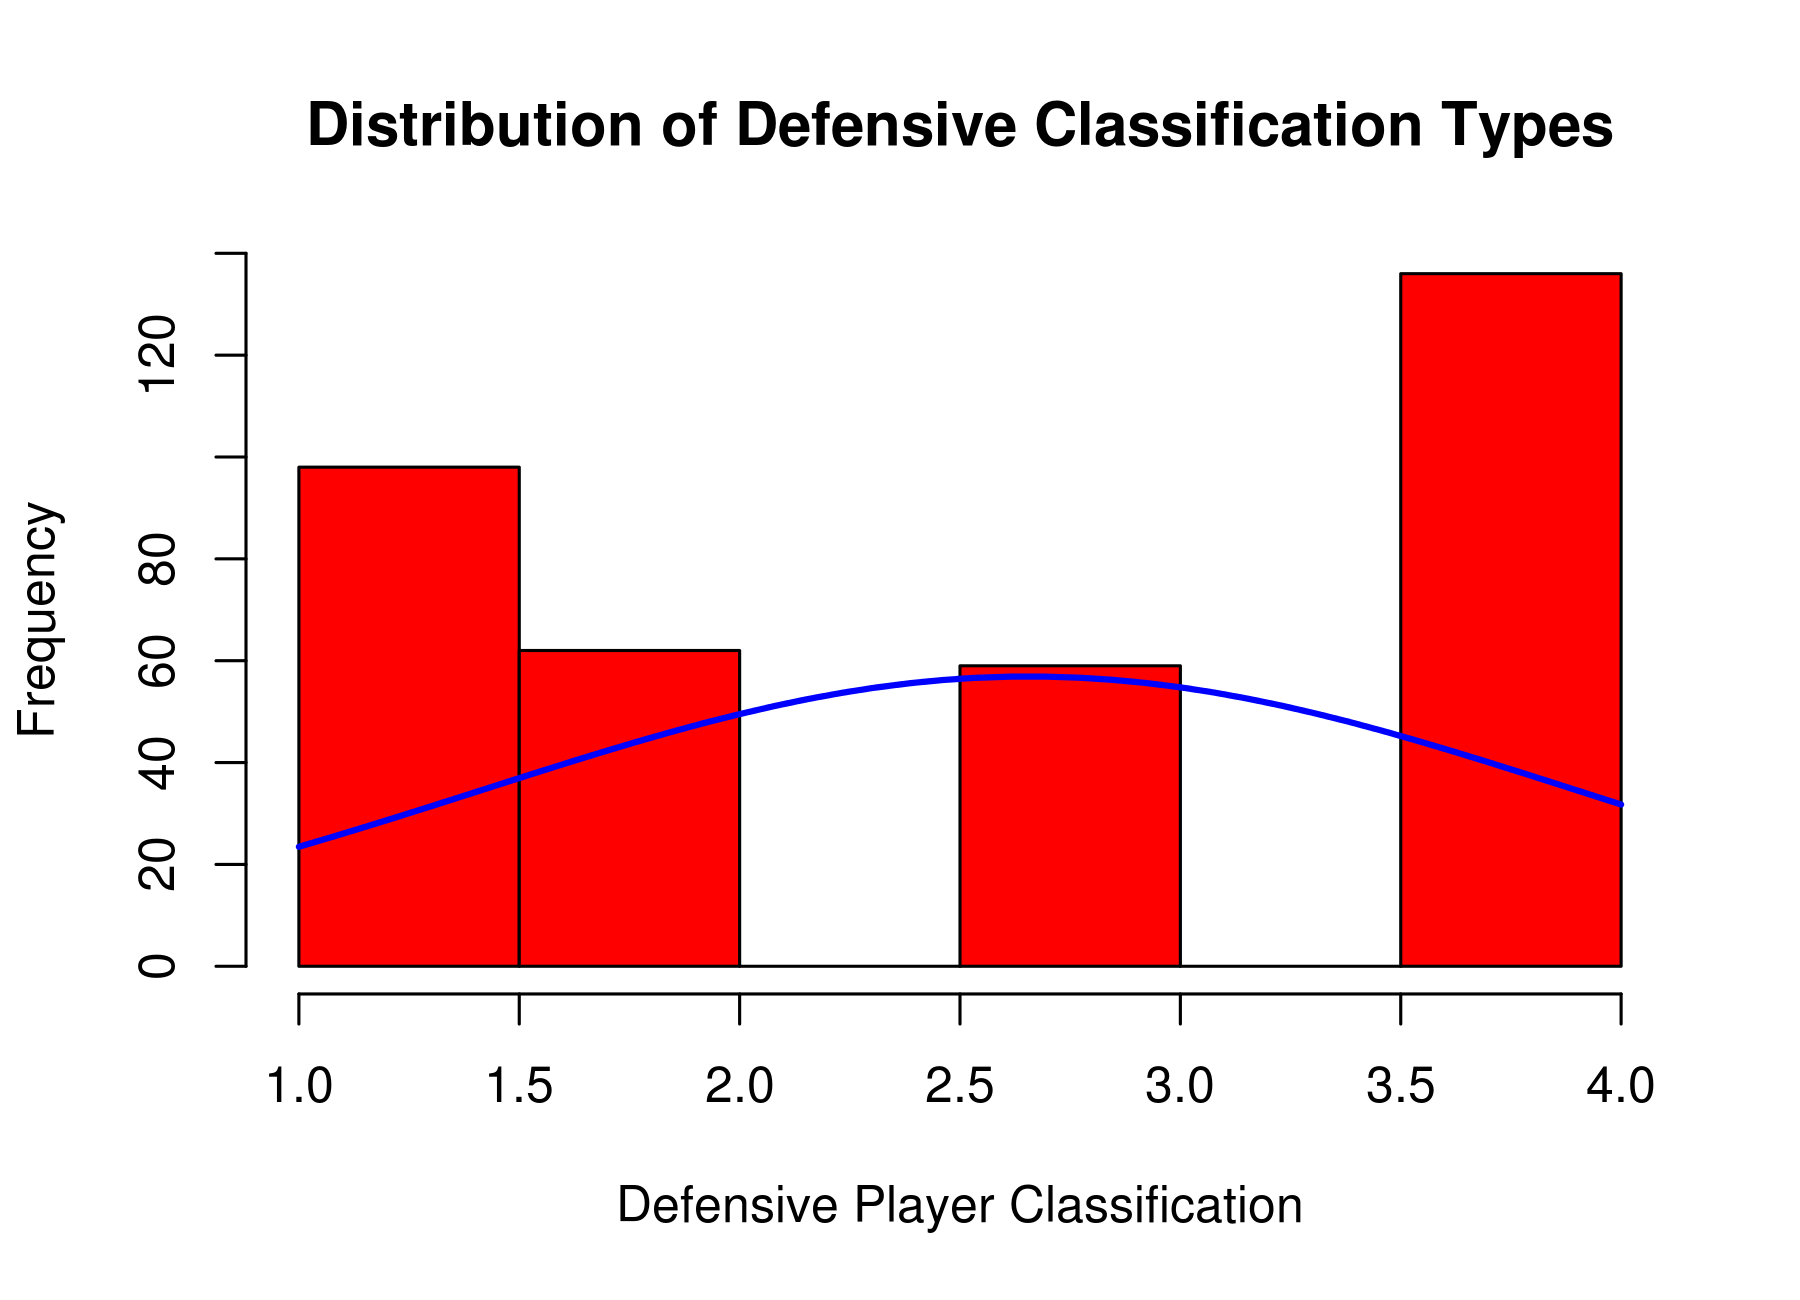 Distribution of Defensive Classification Types
Frequency
120
80
60
40
20
0
1.0 1.5 2.0 2.5 3.0 3.5 4.0
Defensive Player Classification